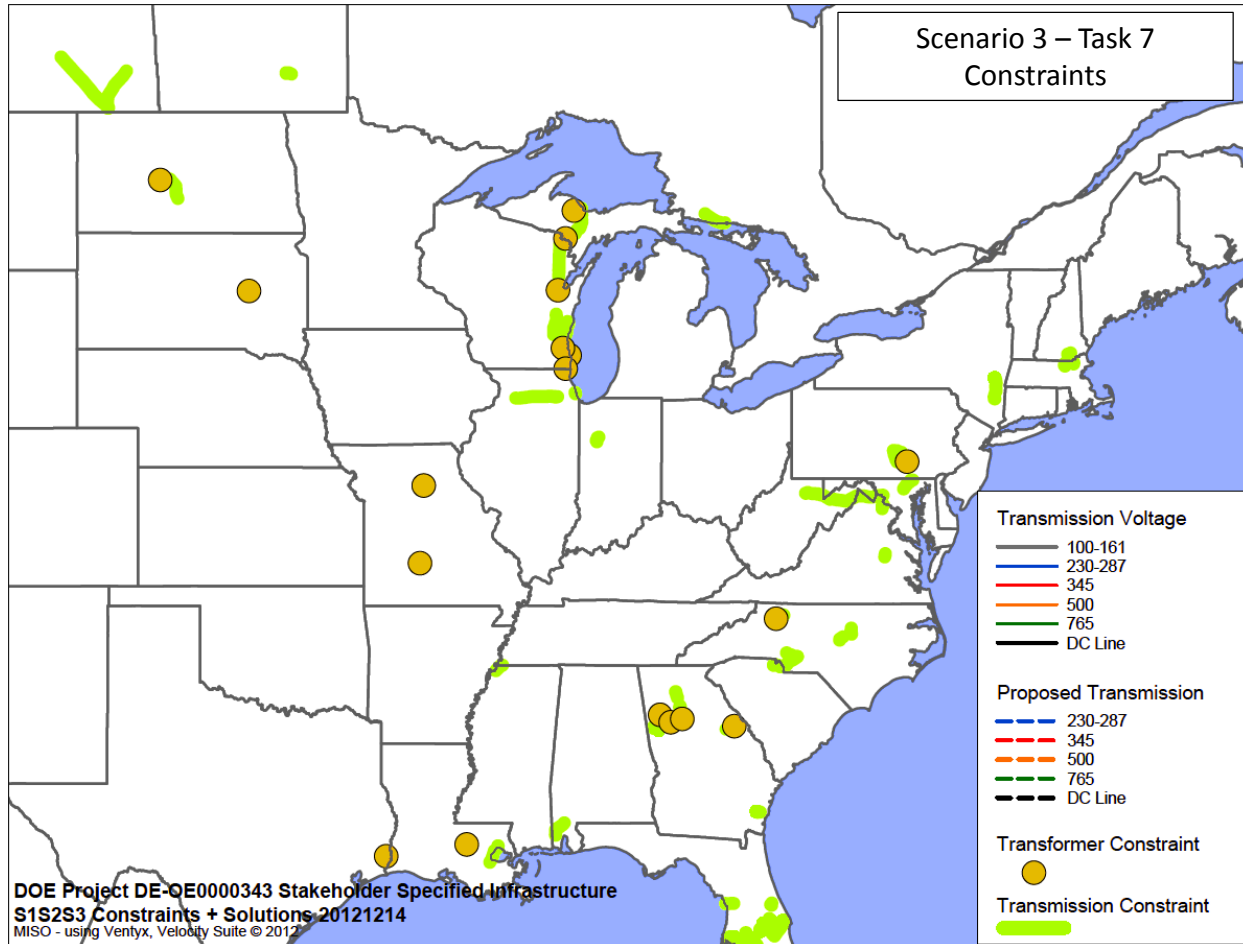 Scenario 3 – Task 7
Constraints
Transmission Voltage
100-161
230-287
345
500
765
DC Line
Proposed Transmission
230-287
345
500
765
DC Line
Transformer Constraint
Transmission Constraint
DOE Project DE-OE0000343 Stakeholder Specified Infrastructure
S1S2S3 Constraints + Solutions 20121214
MISO - using Ventyx, Velocity Suite © 2012